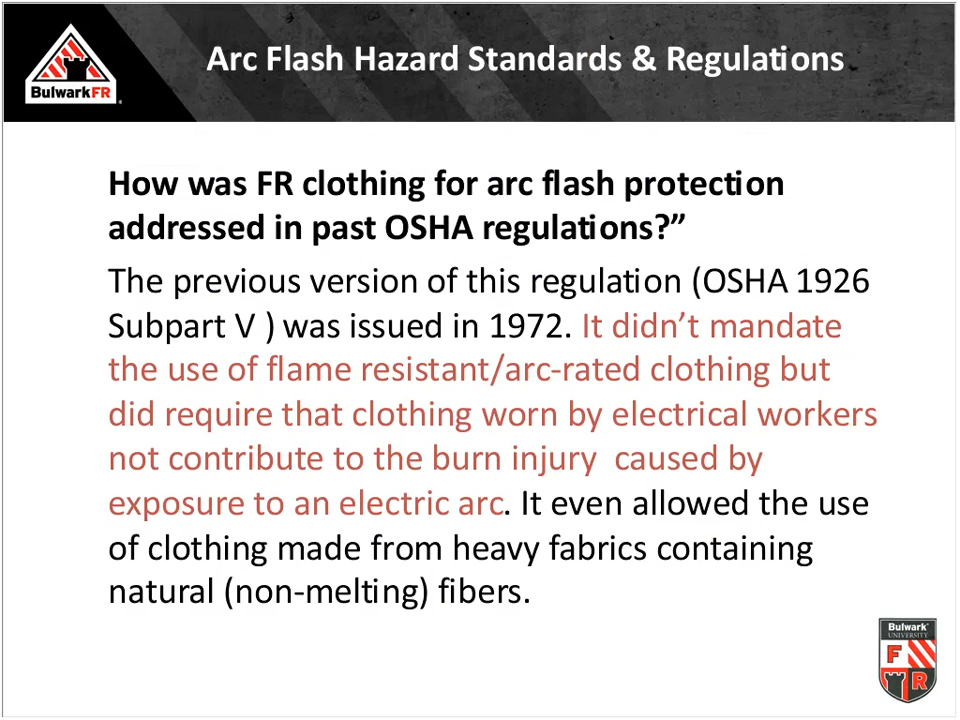 BulwarkFR
Arc Flash Hazard Standards & Regulations
How was FR clothing for arc flash protection
addressed in past OSHA regulations?”
The previous version of this regulation (OSHA 1926
Subpart V ) was issued in 1972. It didn’t mandate
the use of flame resistant/arc-rated clothing but
did require that clothing worn by electrical workers
not contribute to the burn injury  caused by
exposure to an electric arc. It even allowed the use
of clothing made from heavy fabrics containing
natural (non-melting) fibers.
Bulwark
UNIVERSITY
F
R